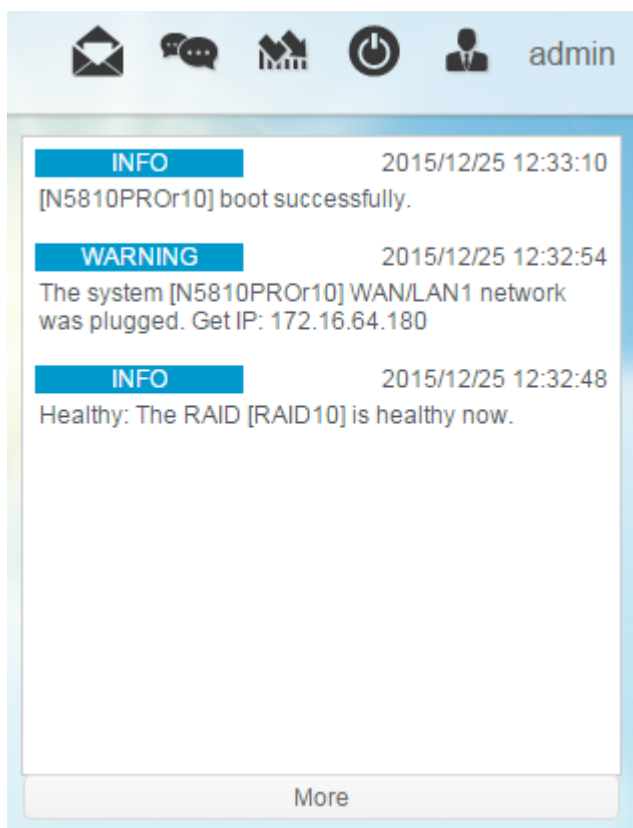 admin
INFO 2015/12/25 12:33:10
[N5810PROr10] boot successfully.
WARNING 2015/12/25 12:32:54
The system [N5810PROr10] WAN/LAN1 network
was plugged. Get IP: 172.16.64.180
INFO 2015/12/25 12:32:48
Healthy: The RAID [RAID10] is healthy now.
More